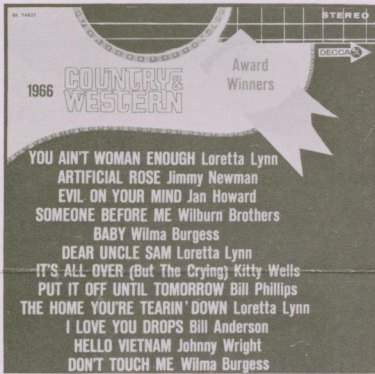 STEREO
DECCA
1966 COUNTRY & WESTERN
Award
Winners
YOU AIN'T WOMAN ENOUGH Loretta Lynn
ARTIFICIAL ROSE Jimmy Newman
EVIL ON YOUR MIND Jan Howard
SOMEONE BEFORE ME Wilburn Brothers
BABY Wilma Burgess
DEAR UNCLE SAM Loretta Lynn
IT'S ALL OVER (But The Crying) Kitty Wells
PUT IT OFF UNTIL TOMORROW Bill Phillips
THE HOME YOU'RE TEARIN' DOWN Loretta Lynn
I LOVE YOU DROPS Bill Anderson
HELLO VIETNAM Johnny Wright
DON'T TOUCH ME Wilma Burgess